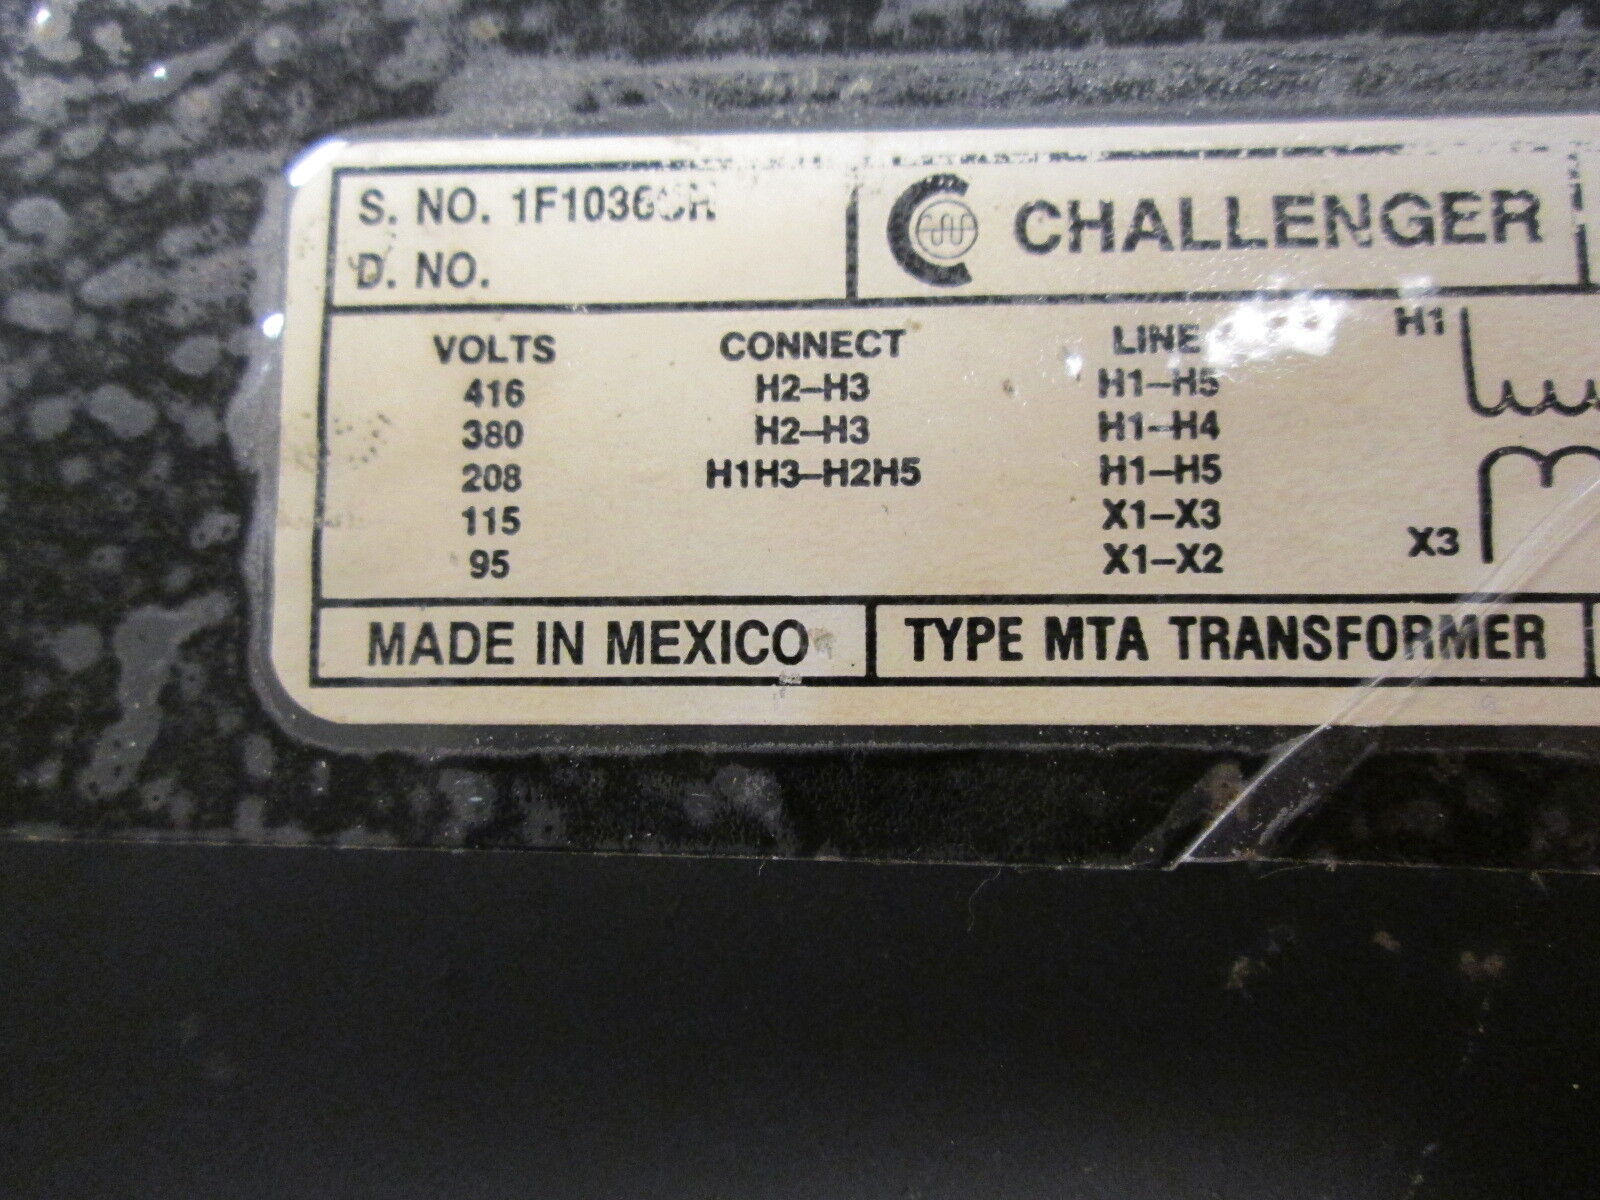 S. NO.
D. NO.
CHALLENGER
VOLTS CONNECT LINE
416 H2–H3 H1–H5
380 H2–H3 H1–H4
208 H1H3–H2H5 H1–H5
115 X1–X3
95 X1–X2
H1
X3
MADE IN MEXICO
TYPE MTA TRANSFORMER